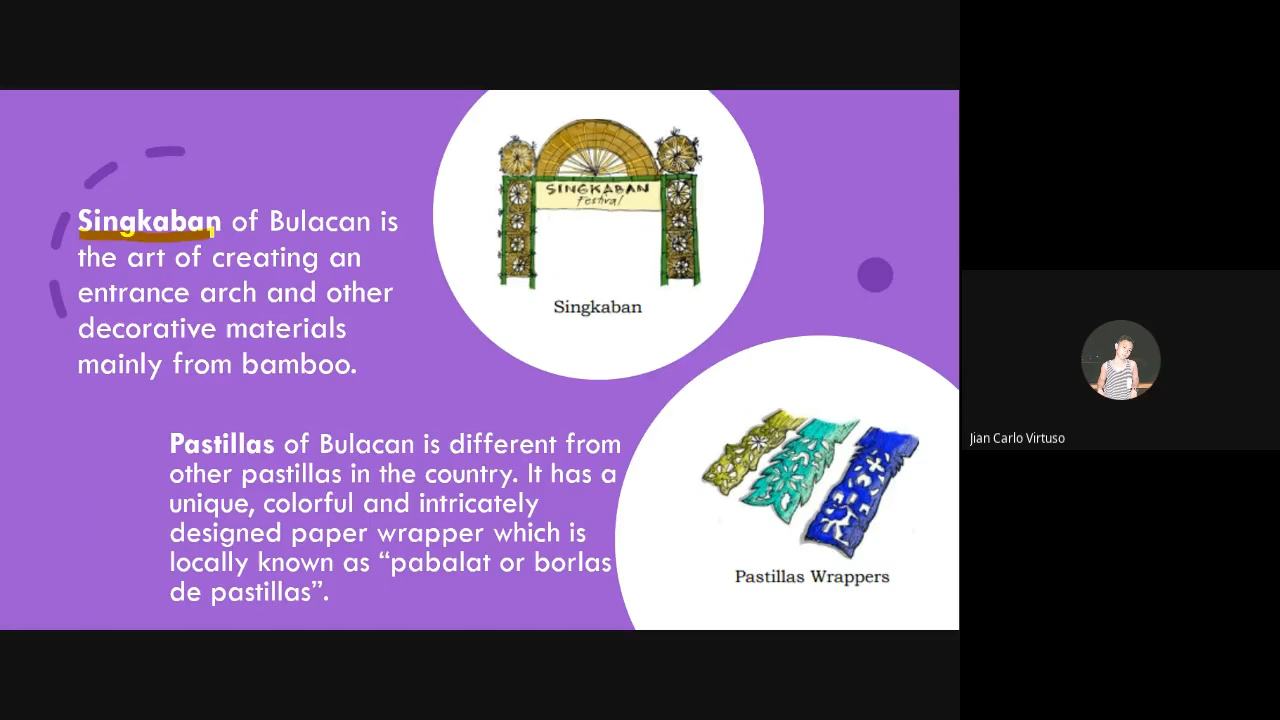 Singkaban of Bulacan is
the art of creating an
entrance arch and other
decorative materials
mainly from bamboo.
SINGKABAN
Festival
Singkaban
Pastillas of Bulacan is different from
other pastillas in the country. It has a
unique, colorful and intricately
designed paper wrapper which is
locally known as “pabalat or borlas
de pastillas”.
Pastillas Wrappers
Jian Carlo Virtuso